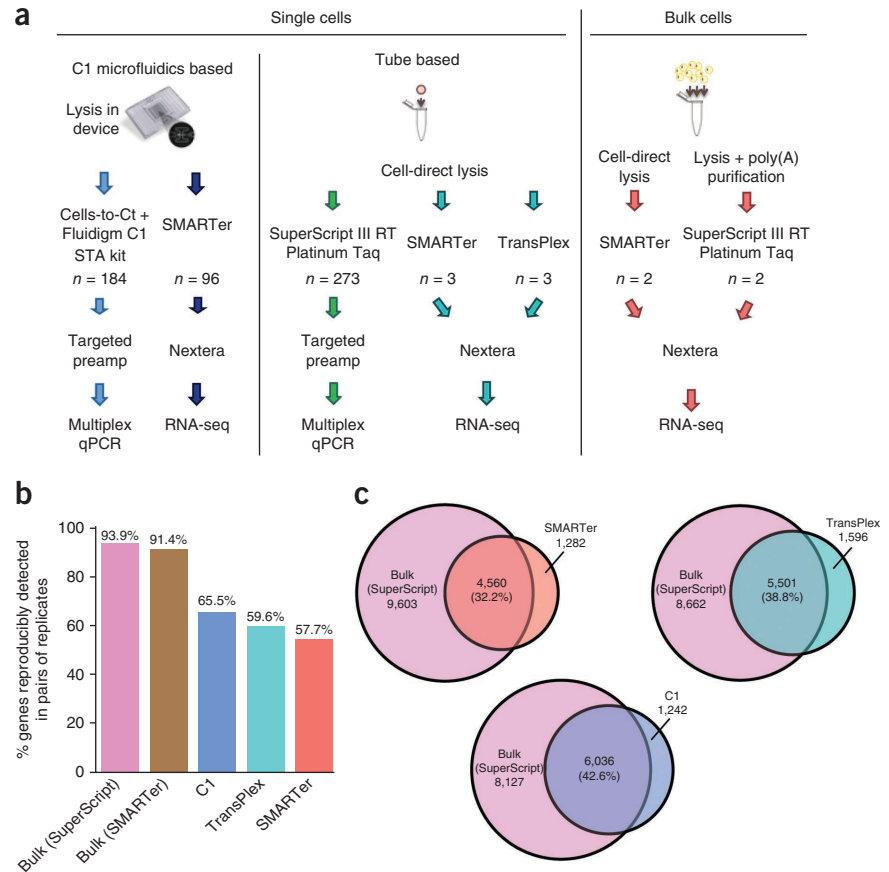 a
Single cells
Bulk cells
C1 microfluidics based
Lysis in
device
Cells-to-Ct +
Fluidigm C1
STA kit
n = 184
Targeted
preamp
Multiplex
qPCR
SMARTer
n = 96
Nextera
RNA-seq
Tube based
Cell-direct lysis
SuperScript III RT
Platinum Taq
n = 273
Targeted
preamp
Multiplex
qPCR
SMARTer
n = 3
TransPlex
n = 3
Nextera
RNA-seq
Cell-direct
lysis
SMARTer
n = 2
Lysis + poly(A)
purification
SuperScript III RT
Platinum Taq
n = 2
Nextera
RNA-seq
b
% genes reproducibly detected
in pairs of replicates
100
80
60
40
20
0
93.9%
91.4%
65.5%
59.6%
57.7%
Bulk (SuperScript)
Bulk (SMARTer)
C1
TransPlex
SMARTer
c
Bulk
(SuperScript)
9,603
4,560
(32.2%)
SMARTer
1,282
Bulk
(SuperScript)
8,662
5,501
(38.8%)
TransPlex
1,596
Bulk
(SuperScript)
8,127
6,036
(42.6%)
C1
1,242